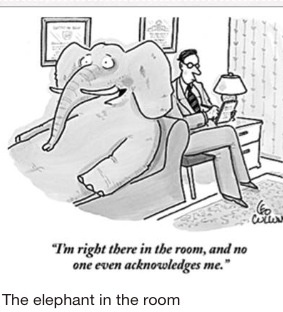 "I'm right there in the room, and no
one even acknowledges me."
The elephant in the room